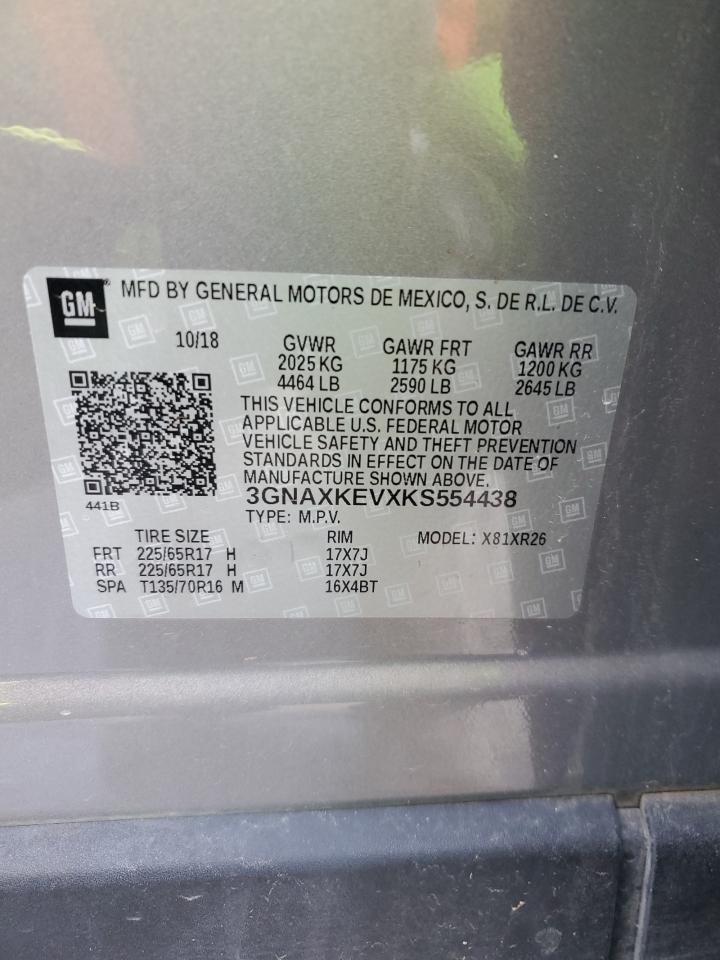 GM ® MFD BY GENERAL MOTORS DE MEXICO, S. DE R.L. DE C.V.
10/18 GVWR GAWR FRT GAWR RR
2025 KG 1175 KG 1200 KG
4464 LB 2590 LB 2645 LB
THIS VEHICLE CONFORMS TO ALL
APPLICABLE U.S. FEDERAL MOTOR
VEHICLE SAFETY AND THEFT PREVENTION
STANDARDS IN EFFECT ON THE DATE OF
MANUFACTURE SHOWN ABOVE.
441B 3GNAXKEVXKS554438
TYPE: M.P.V.
TIRE SIZE RIM MODEL: X81XR26
FRT 225/65R17 H 17X7J
RR 225/65R17 H 17X7J
SPA T135/70R16 M 16X4BT